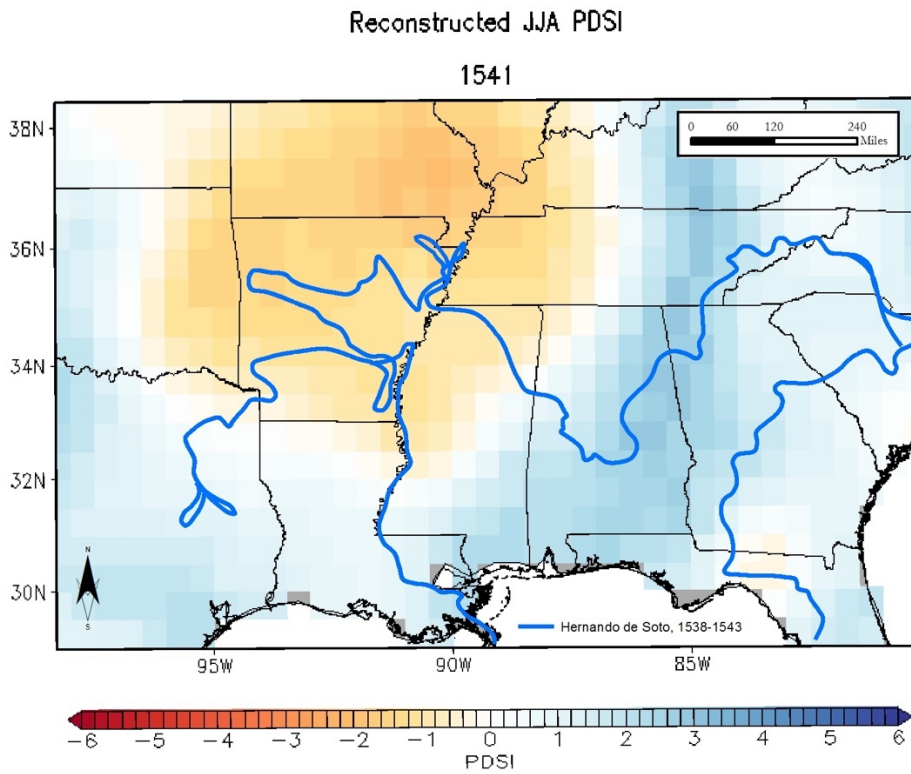 Reconstructed JJA PDSI
1541
38N
36N
34N
32N
30N
0 60 120 240
Miles
N
S
Hernando de Soto, 1538-1543
95W 90W 85W
−6 −5 −4 −3 −2 −1 0 1 2 3 4 5 6
PDSI